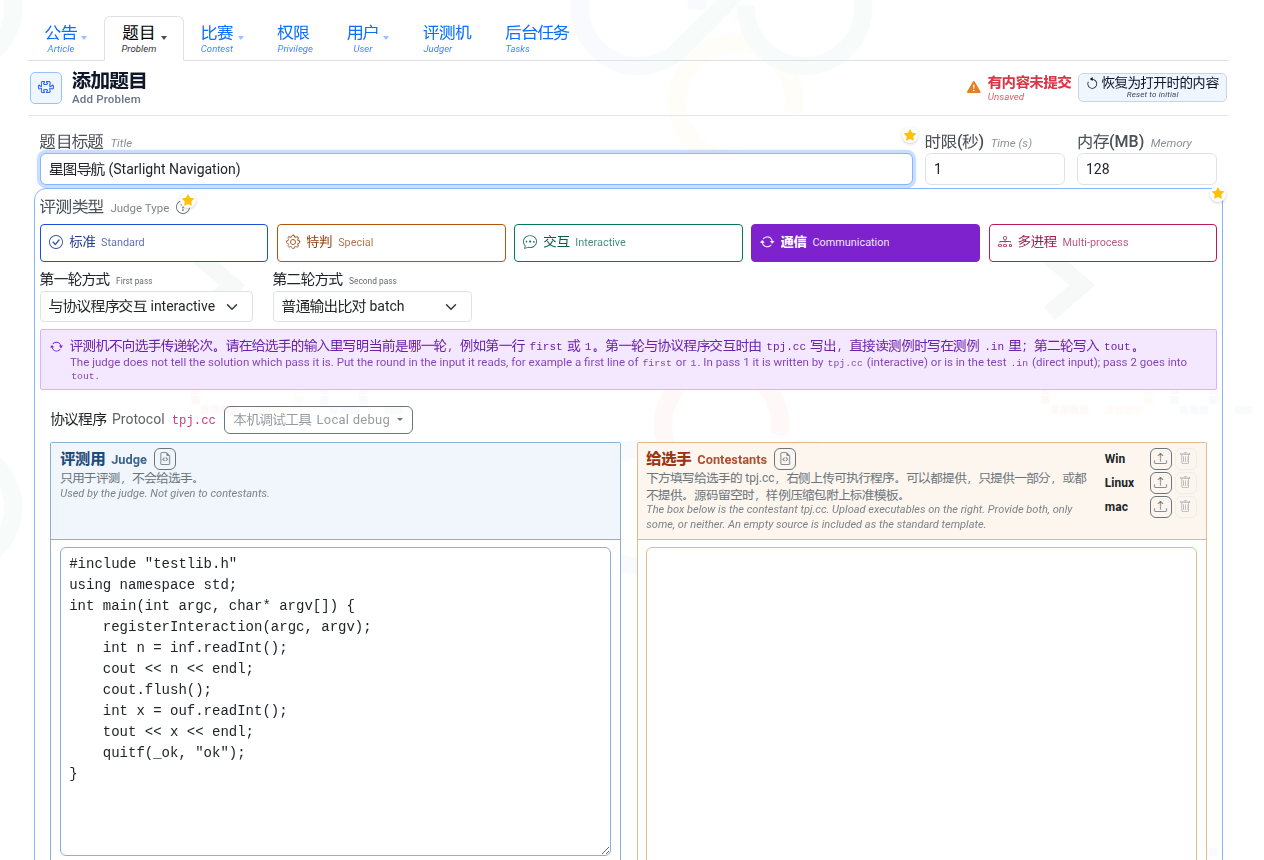 公告 题目 比赛 权限 用户 评测机 后台任务
Article Problem Contest Privilege User Judger Tasks
添加题目
Add Problem
有内容未提交
Unsaved
恢复为打开时的内容
Reset to initial
题目标题 Title
时限(秒) Time (s)
内存(MB) Memory
星图导航 (Starlight Navigation)
1
128
评测类型 Judge Type
标准 Standard
特判 Special
交互 Interactive
通信 Communication
多进程 Multi-process
第一轮方式 First pass
第二轮方式 Second pass
与协议程序交互 interactive
普通输出比对 batch
评测机不向选手传递轮次。请在给选手的输入里写明当前是哪一轮，例如第一行 first 或 1。第一轮与协议程序交互时由 tpj.cc 写出，直接读测例时写在测例 .in 里；第二轮写入 tout。
The judge does not tell the solution which pass it is. Put the round in the input it reads, for example a first line of first or 1. In pass 1 it is written by tpj.cc (interactive) or is in the test .in (direct input); pass 2 goes into
tout.
协议程序 Protocol tpj.cc
本机调试工具 Local debug
评测用 Judge
只用于评测，不会给选手。
Used by the judge. Not given to contestants.
给选手 Contestants
下方填写给选手的 tpj.cc，右侧上传可执行程序。可以都提供，只提供一部分，或都
不提供。源码留空时，样例压缩包附上标准模板。
The box below is the contestant tpj.cc. Upload executables on the right. Provide both, only
some, or neither. An empty source is included as the standard template.
Win
Linux
mac
#include "testlib.h"
using namespace std;
int main(int argc, char* argv[]) {
    registerInteraction(argc, argv);
    int n = inf.readInt();
    cout << n << endl;
    cout.flush();
    int x = ouf.readInt();
    tout << x << endl;
    quitf(_ok, "ok");
}